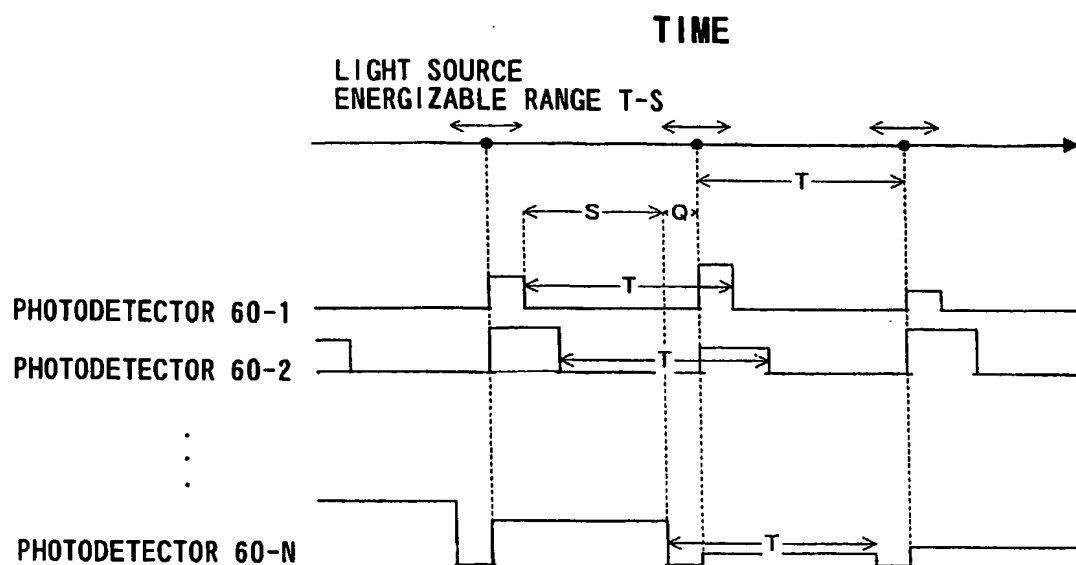 TIME
LIGHT SOURCE
ENERGIZABLE RANGE T-S
T
S Q
T
PHOTODETECTOR 60-1
T
PHOTODETECTOR 60-2
T
PHOTODETECTOR 60-N